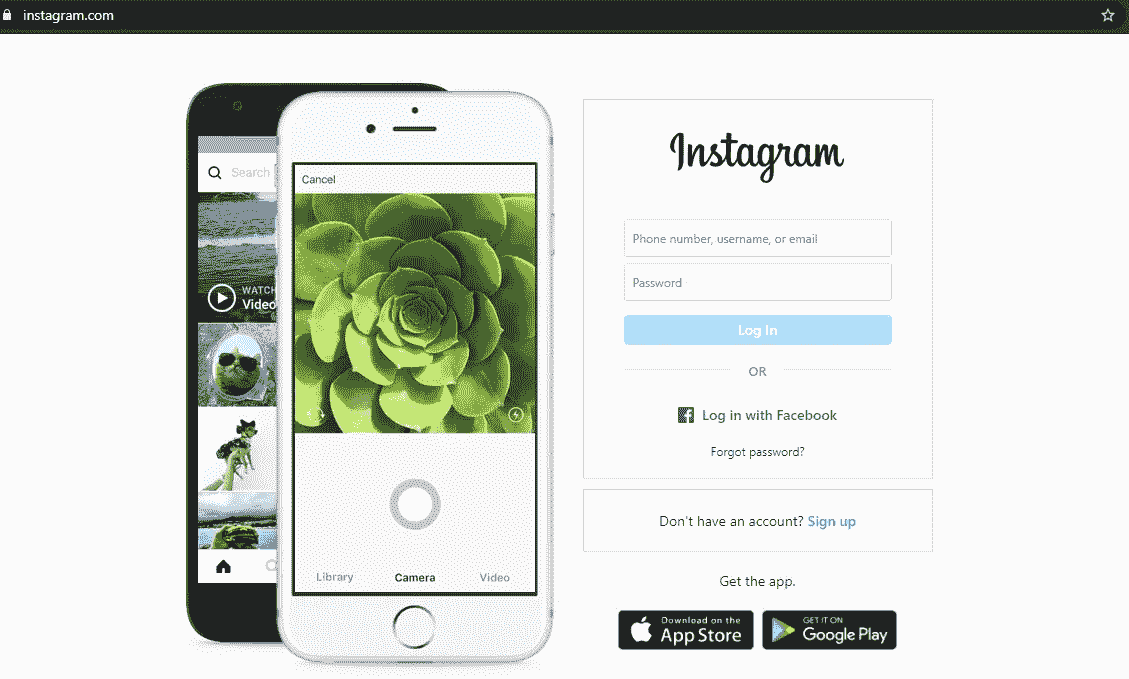 instagram.com
Search
WATCH
Video
Cancel
Library Camera Video
Instagram
Phone number, username, or email
Password
Log In
OR
Log in with Facebook
Forgot password?
Don't have an account? Sign up
Get the app.
Download on the
App Store
GET IT ON
Google Play